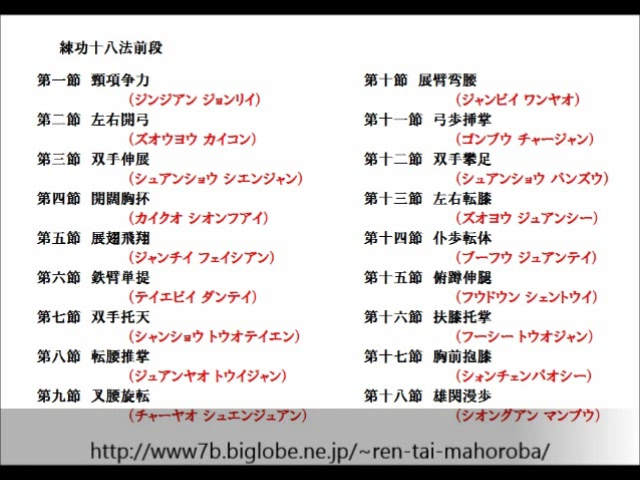 練功十八法前段
第一節 頸項争力
(ジンジアン ジョンリイ)
第二節 左右開弓
(ズオウヨウ カイコン)
第三節 双手伸展
(シュアンショウ シエンジャン)
第四節 開闊胸抔
(カイクオ シオンフアイ)
第五節 展翅飛翔
(ジャンチイ フェイシアン)
第六節 鉄臂単提
(テイエビイ ダンテイ)
第七節 双手托天
(シャンショウ トウオテイエン)
第八節 転腰推掌
(ジュアンヤオ トウイジャン)
第九節 叉腰旋転
(チャーヤオ シュエンジュアン)
第十節 展臂弯腰
(ジャンビイ ワンヤオ)
第十一節 弓歩挿掌
(ゴンブウ チャージャン)
第十二節 双手攀足
(シュアンショウ パンズウ)
第十三節 左右転膝
(ズオヨウ ジュアンシー)
第十四節 仆歩転体
(プーフウ ジュアンテイ)
第十五節 俯蹲伸腿
(フウドウン シェントウイ)
第十六節 扶膝托掌
(フーシー トウオジャン)
第十七節 胸前抱膝
(ションチェンパオシー)
第十八節 雄関漫歩
(シオングアン マンブウ)
http://www7b.biglobe.ne.jp/~ren-tai-mahoroba/